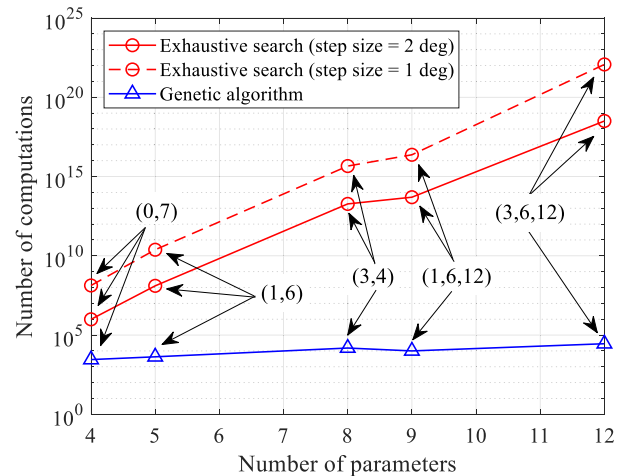 10^25
10^20
10^15
10^10
10^5
10^0
Number of computations
Exhaustive search (step size = 2 deg)
Exhaustive search (step size = 1 deg)
Genetic algorithm
(0,7)
(1,6)
(3,4)
(1,6,12)
(3,6,12)
4 5 6 7 8 9 10 11 12
Number of parameters